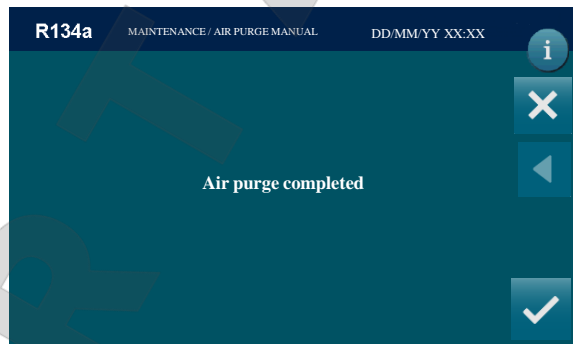 R134a MAINTENANCE / AIR PURGE MANUAL DD/MM/YY XX:XX
i
Air purge completed